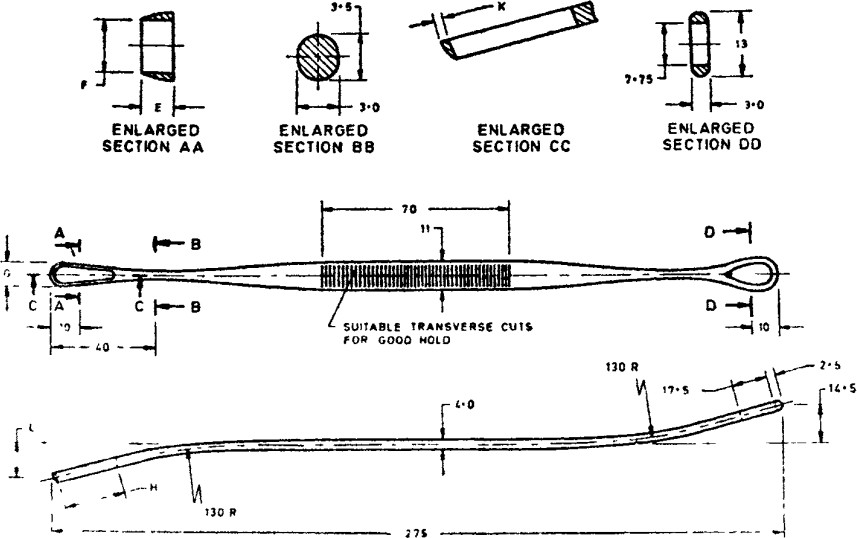 K
3·5
F
E
3·0
7·75
13
3·0
ENLARGED
SECTION AA
ENLARGED
SECTION BB
ENLARGED
SECTION CC
ENLARGED
SECTION DD
70
A
B
11
D
G
C
A
C
B
D
10
40
SUITABLE TRANSVERSE CUTS
FOR GOOD HOLD
10
130 R
17·5
2·5
14·5
4·0
L
H
130 R
275